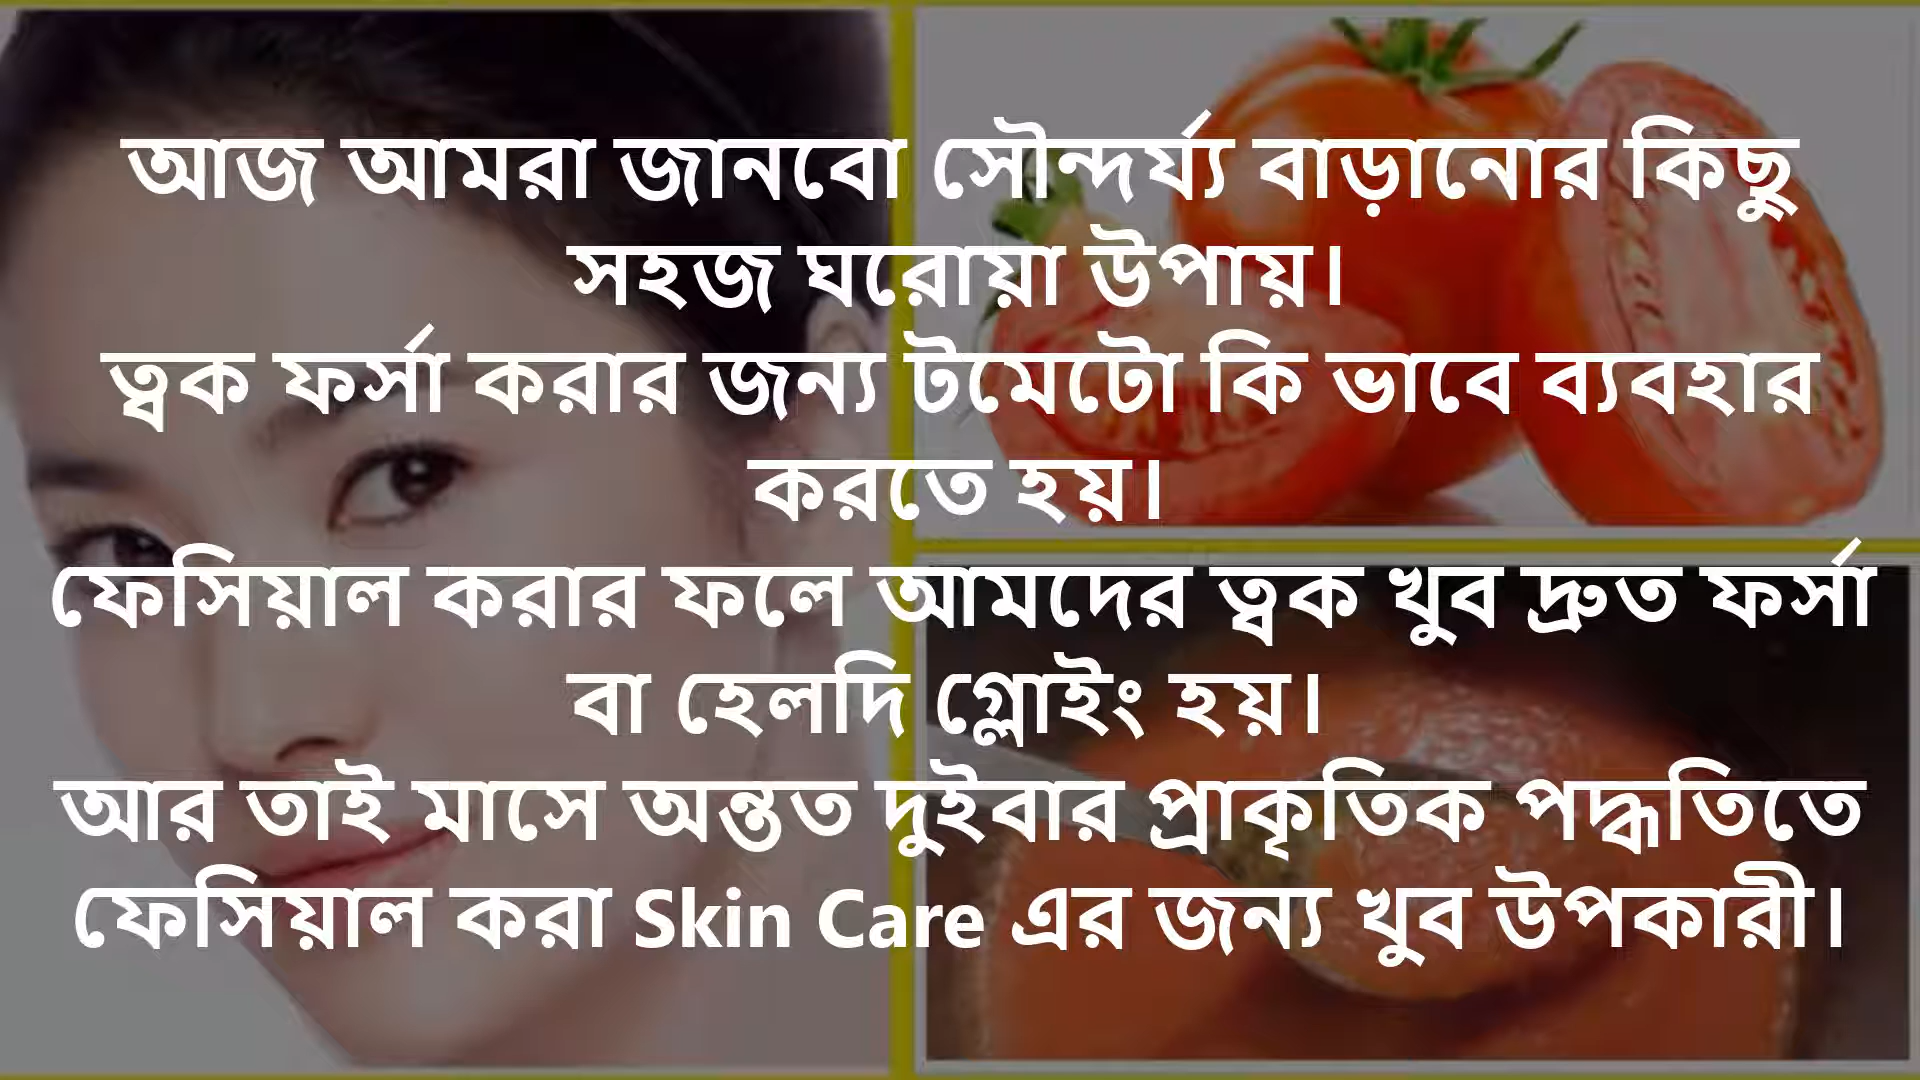 আজ আমরা জানবো সৌন্দর্য্য বাড়ানোর কিছু
সহজ ঘরোয়া উপায়।
ত্বক ফর্সা করার জন্য টমেটো কি ভাবে ব্যবহার
করতে হয়।
ফেসিয়াল করার ফলে আমদের ত্বক খুব দ্রুত ফর্সা
বা হেলদি গ্লোইং হয়।
আর তাই মাসে অন্তত দুইবার প্রাকৃতিক পদ্ধতিতে
ফেসিয়াল করা Skin Care এর জন্য খুব উপকারী।